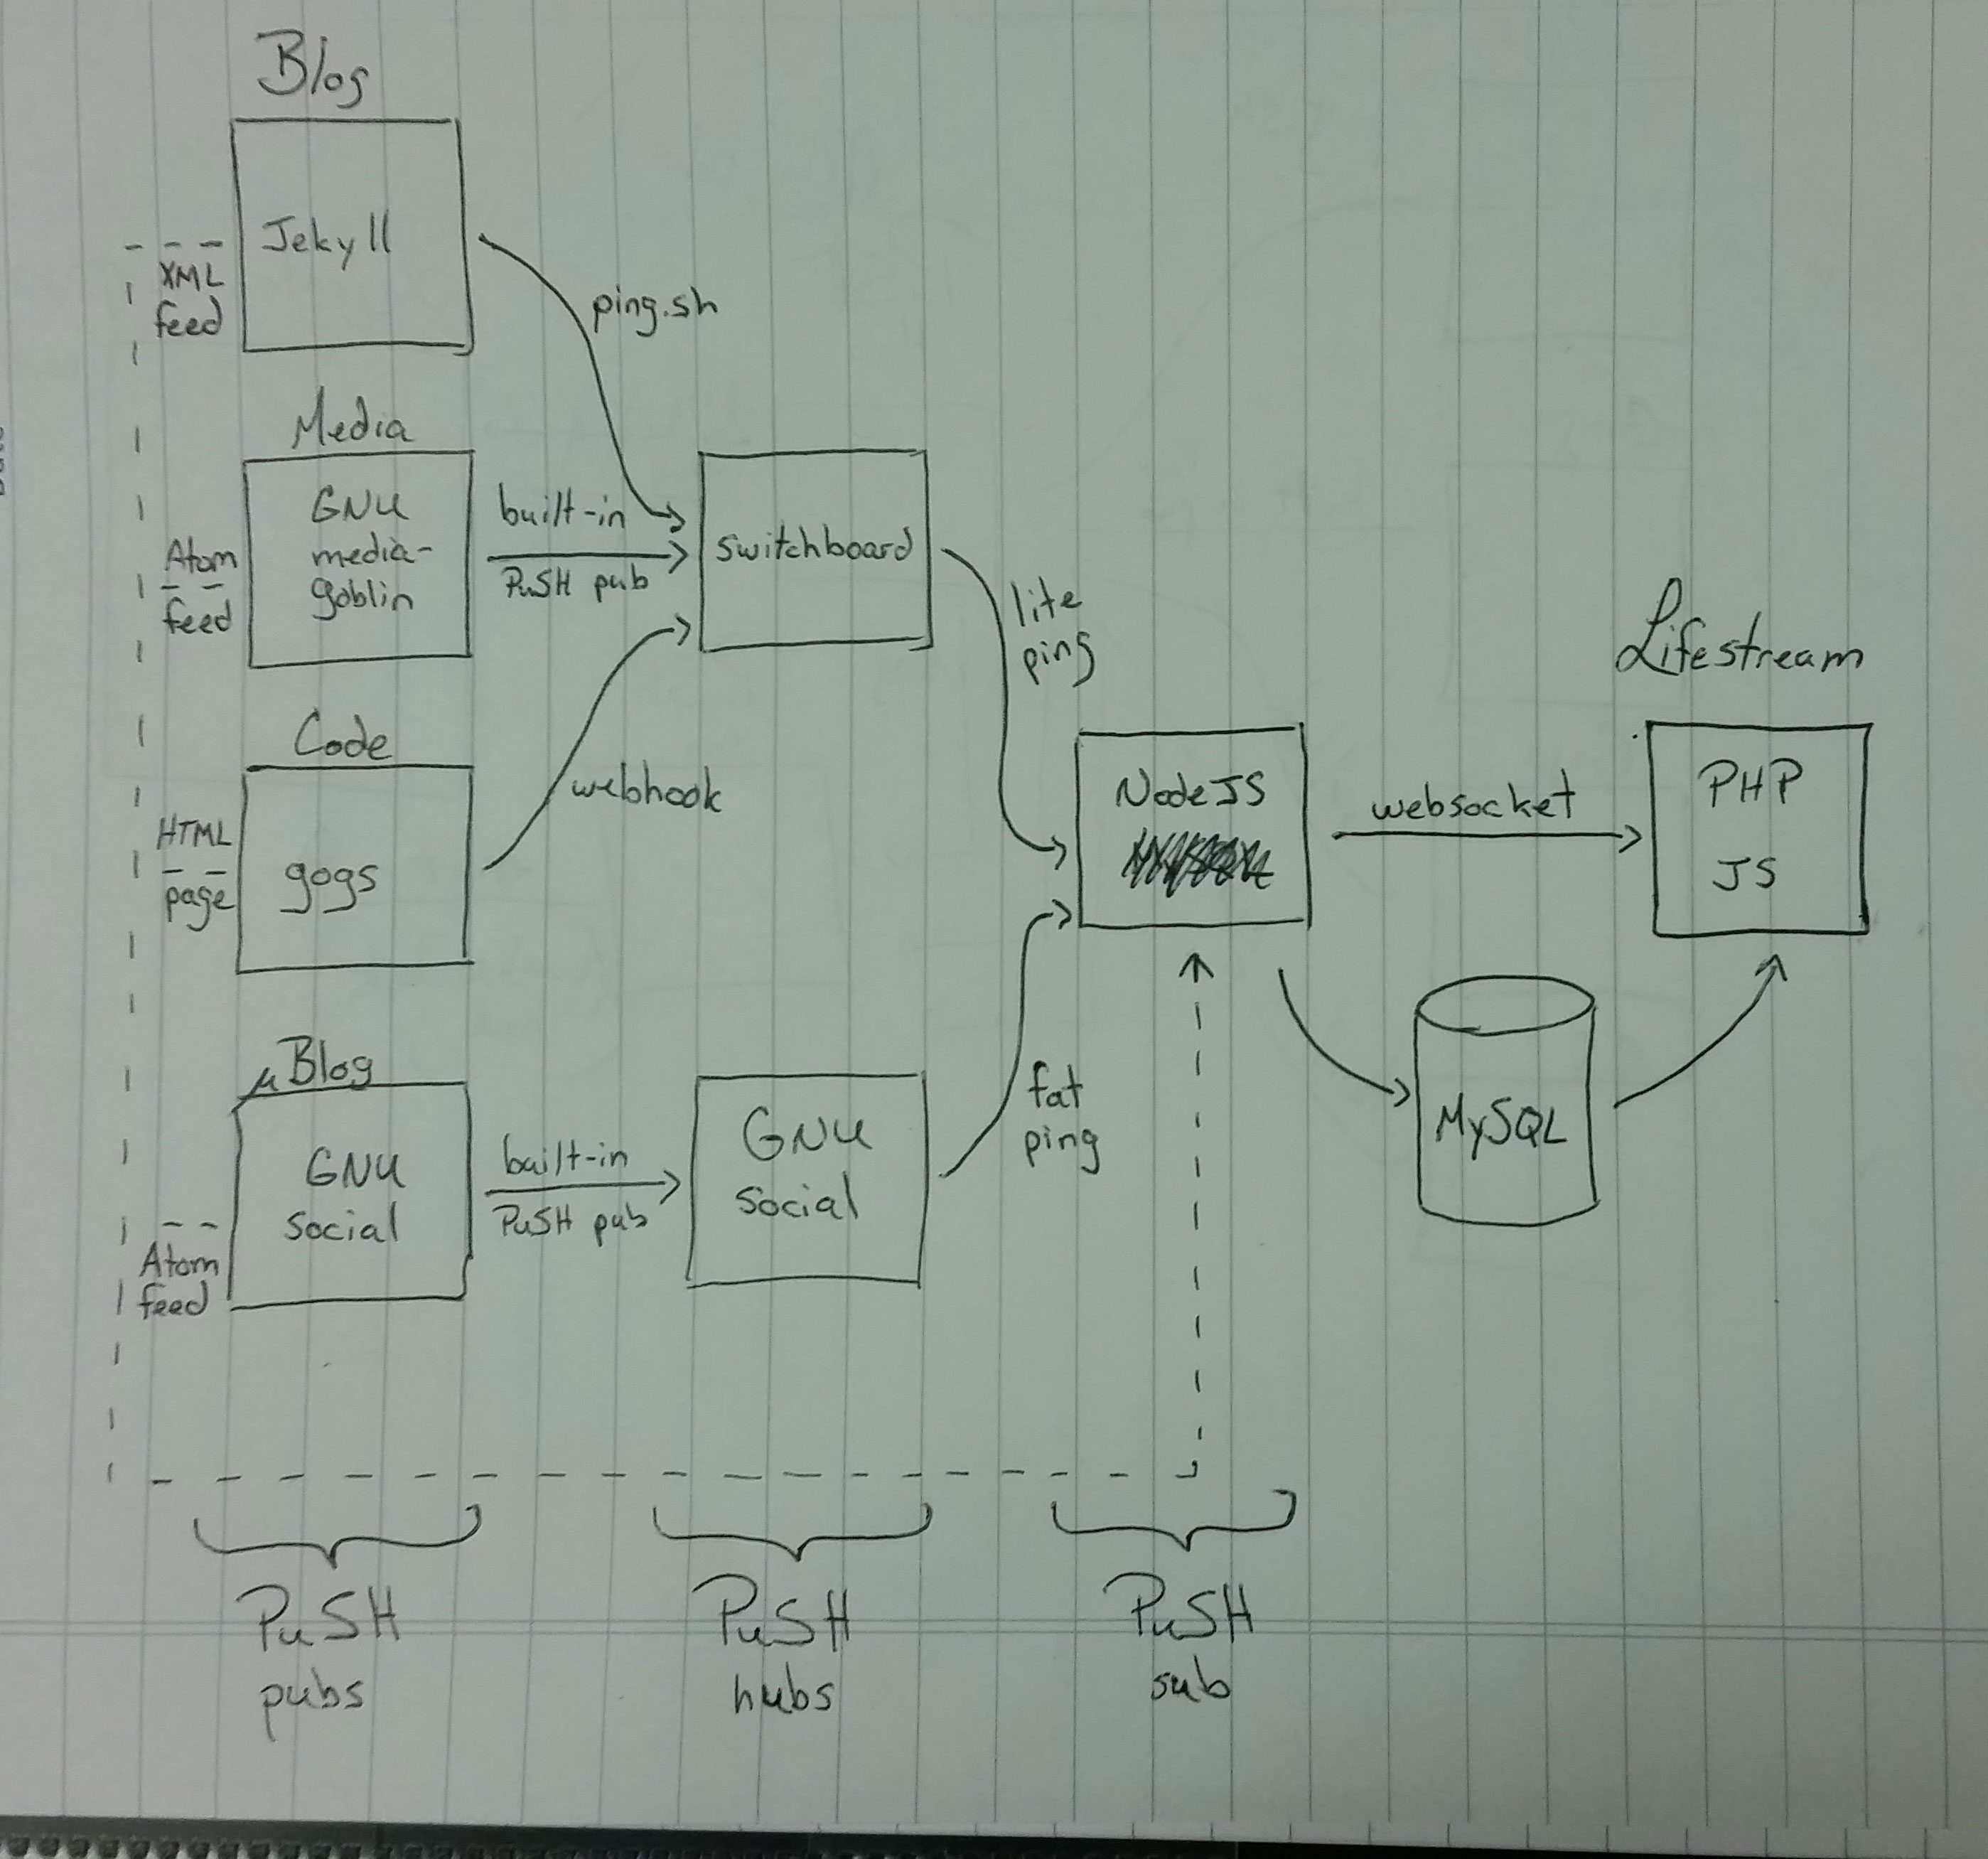 Blog
Jekyll
XML
feed
ping.sh
Media
GNU
media-
goblin
Atom
feed
built-in
PuSH pub
switchboard
lite
ping
Code
gogs
HTML
page
webhook
NodeJS
websocket
Lifestream
PHP
JS
MySQL
μBlog
GNU
social
Atom
feed
built-in
PuSH pub
GNU
social
fat
ping
PuSH
pubs
PuSH
hubs
PuSH
sub